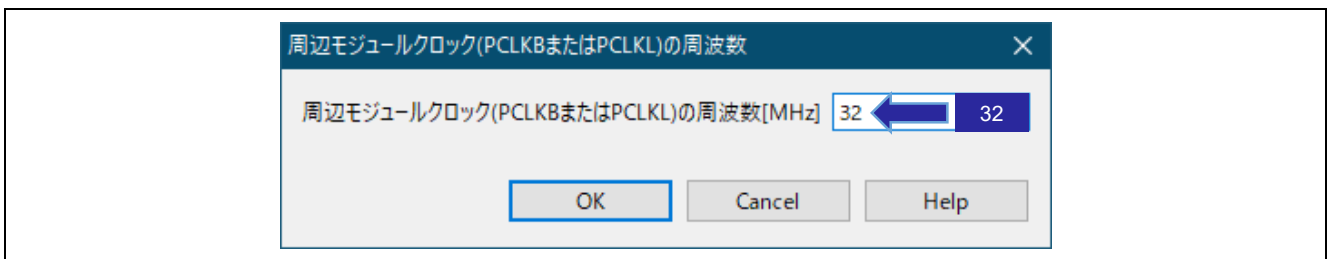 周辺モジュールクロック(PCLKBまたはPCLKL)の周波数
周辺モジュールクロック(PCLKBまたはPCLKL)の周波数[MHz] 32 32
OK Cancel Help